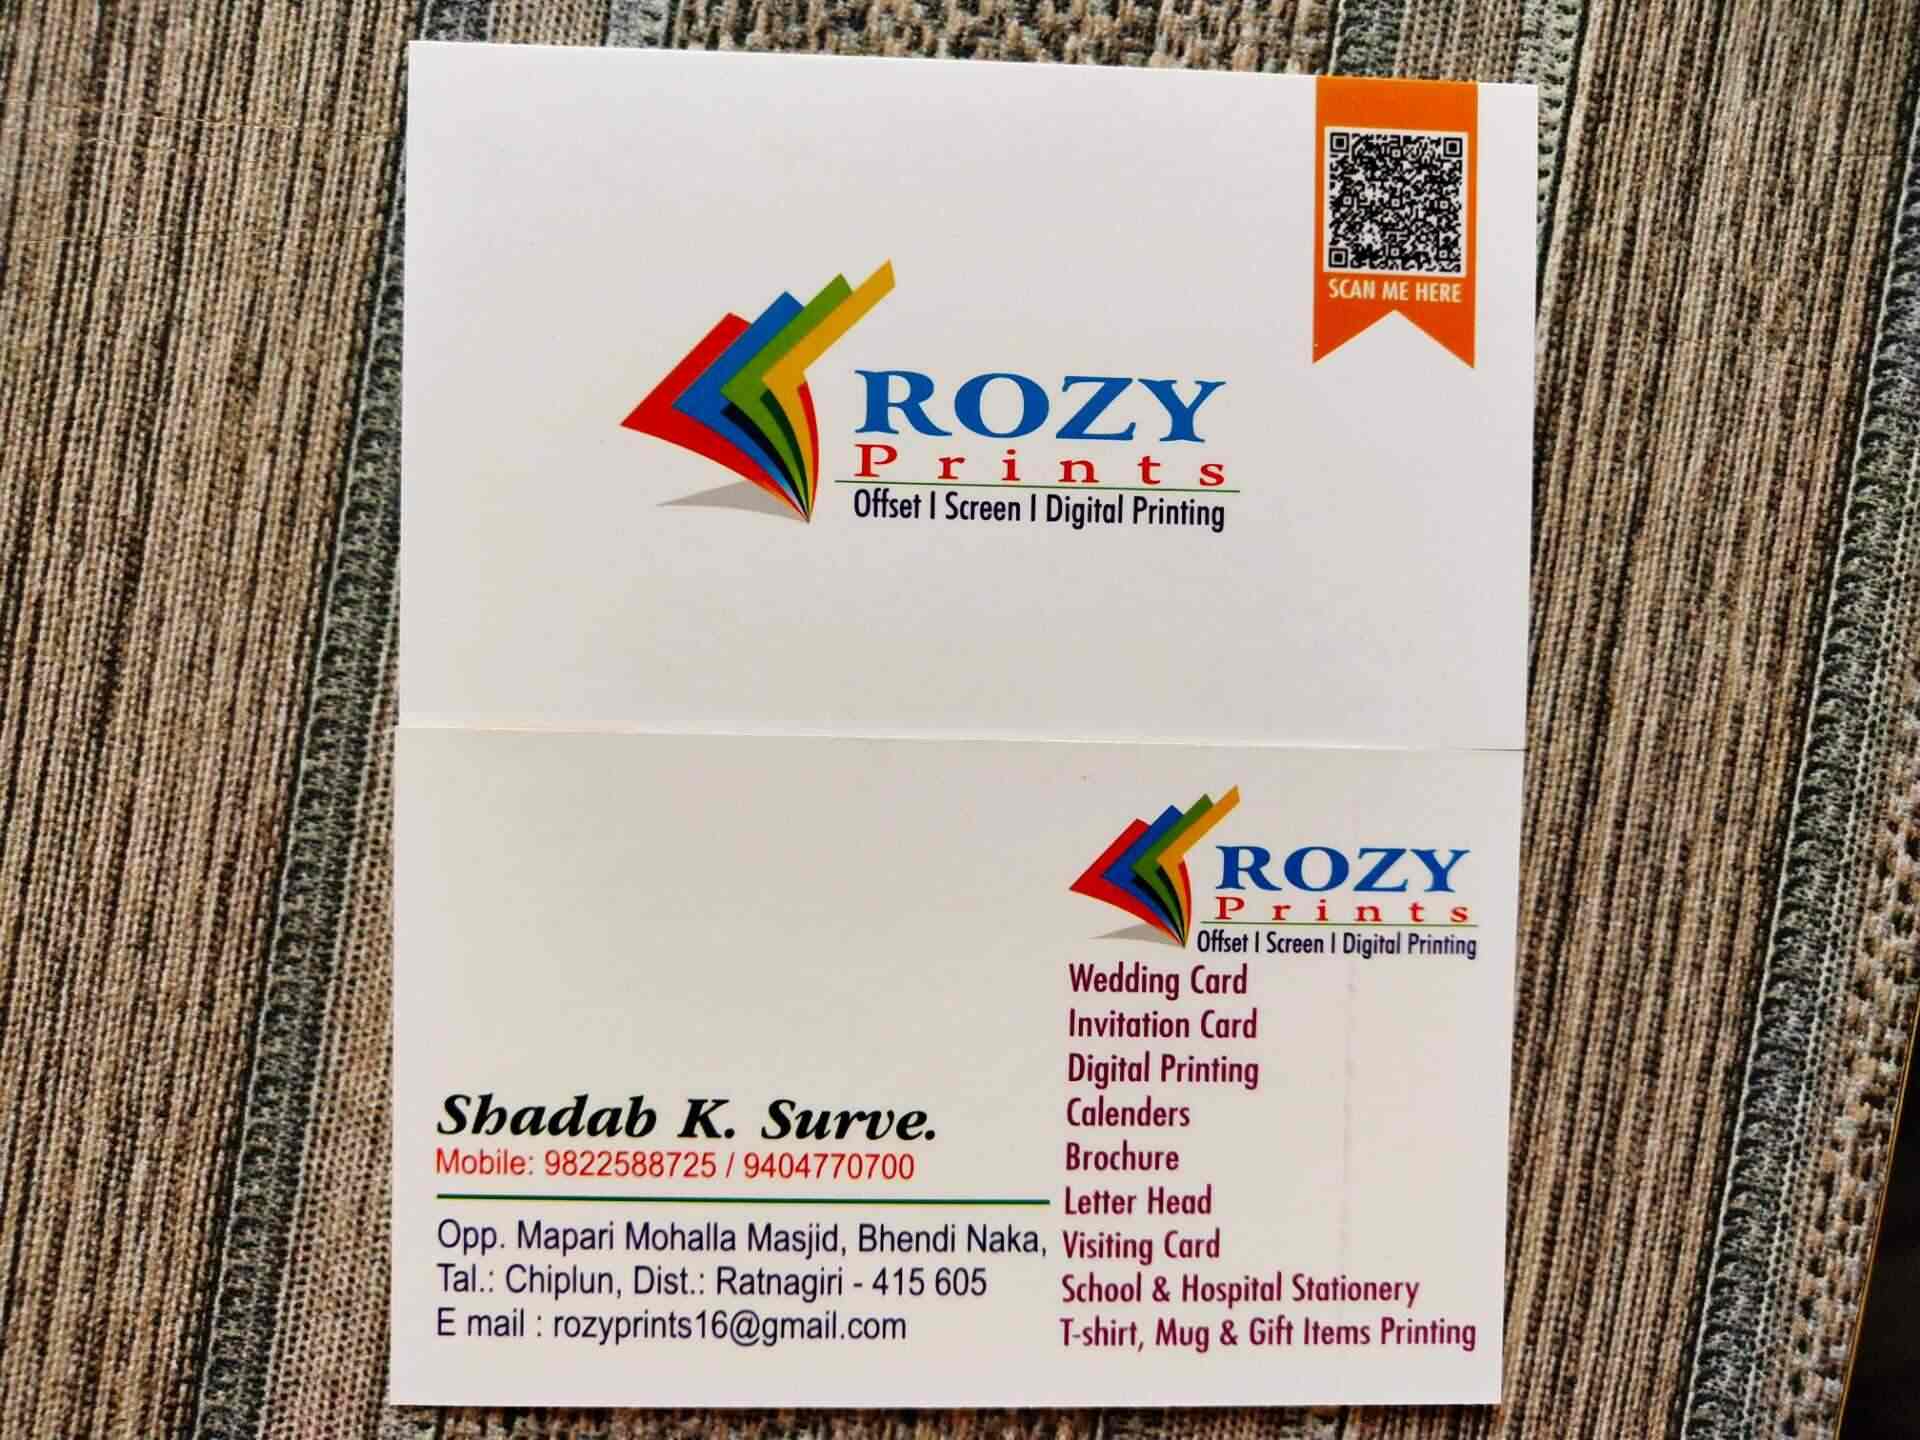 SCAN ME HERE
ROZY
Prints
Offset I Screen I Digital Printing
ROZY
Prints
Offset I Screen I Digital Printing
Wedding Card
Invitation Card
Digital Printing
Calenders
Brochure
Letter Head
Visiting Card
School & Hospital Stationery
T-shirt, Mug & Gift Items Printing
Shadab K. Surve.
Mobile: 9822588725 / 9404770700
Opp. Mapari Mohalla Masjid, Bhendi Naka,
Tal.: Chiplun, Dist.: Ratnagiri - 415 605
E mail : rozyprints16@gmail.com